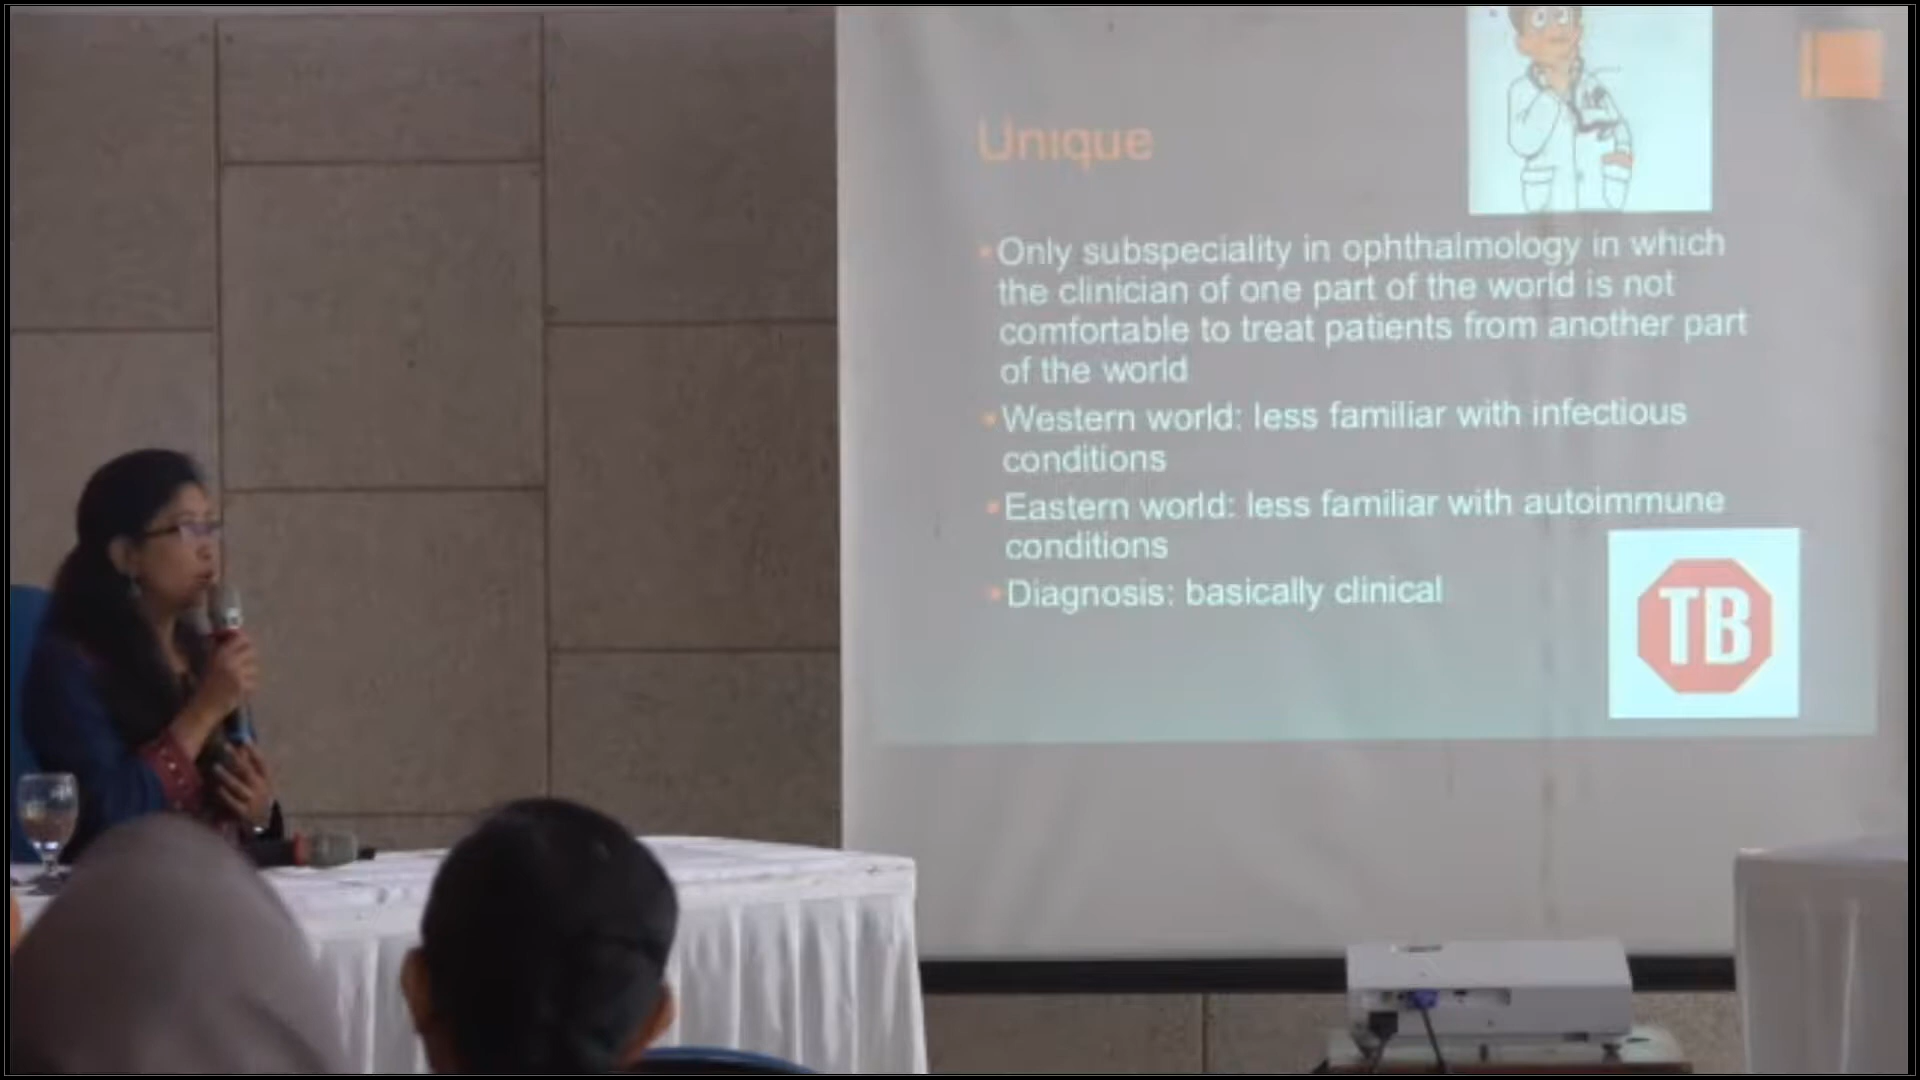 Unique
Only subspeciality in ophthalmology in which
the clinician of one part of the world is not
comfortable to treat patients from another part
of the world
Western world: less familiar with infectious
conditions
Eastern world: less familiar with autoimmune
conditions
Diagnosis: basically clinical
TB